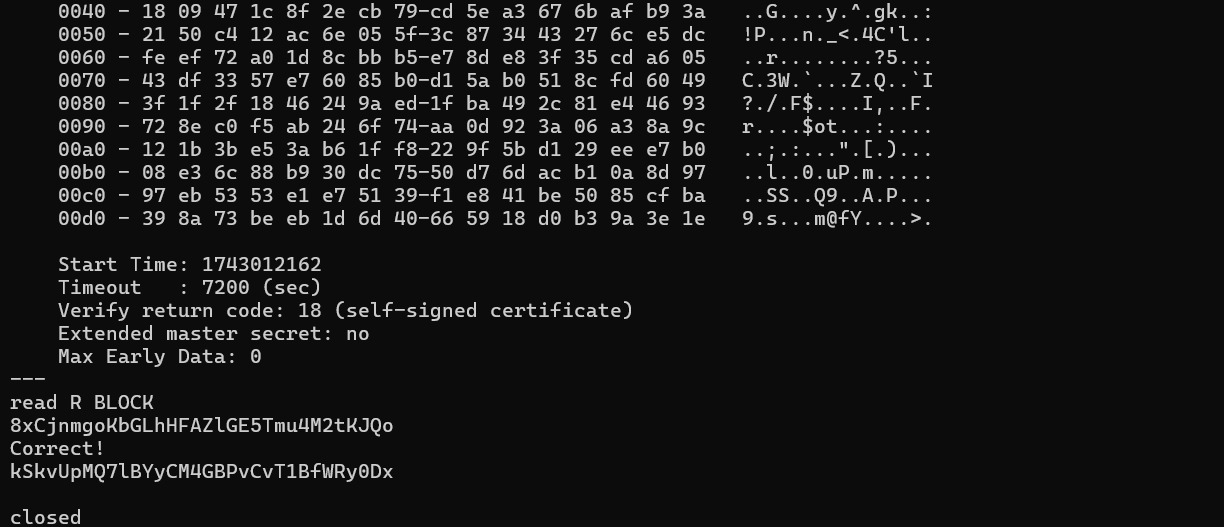 0040 - 18 09 47 1c 8f 2e cb 79-cd 5e a3 67 6b af b9 3a   ..G....y.^.gk..:
0050 - 21 50 c4 12 ac 6e 05 5f-3c 87 34 43 27 6c e5 dc   !P...n._<.4C'l..
0060 - fe ef 72 a0 1d 8c bb b5-e7 8d e8 3f 35 cd a6 05   ..r........?5...
0070 - 43 df 33 57 e7 60 85 b0-d1 5a b0 51 8c fd 60 49   C.3W.`...Z.Q..`I
0080 - 3f 1f 2f 18 46 24 9a ed-1f ba 49 2c 81 e4 46 93   ?./.F$....I,..F.
0090 - 72 8e c0 f5 ab 24 6f 74-aa 0d 92 3a 06 a3 8a 9c   r....$ot...:....
00a0 - 12 1b 3b e5 3a b6 1f f8-22 9f 5b d1 29 ee e7 b0   ..;.:...".[.)...
00b0 - 08 e3 6c 88 b9 30 dc 75-50 d7 6d ac b1 0a 8d 97   ..l..0.uP.m.....
00c0 - 97 eb 53 53 e1 e7 51 39-f1 e8 41 be 50 85 cf ba   ..SS..Q9..A.P...
00d0 - 39 8a 73 be eb 1d 6d 40-66 59 18 d0 b3 9a 3e 1e   9.s...m@fY....>.
Start Time: 1743012162
Timeout   : 7200 (sec)
Verify return code: 18 (self-signed certificate)
Extended master secret: no
Max Early Data: 0
---
read R BLOCK
8xCjnmgoKbGLhHFAZlGE5Tmu4M2tKJQo
Correct!
kSkvUpMQ7lBYyCM4GBPvCvT1BfWRy0Dx
closed